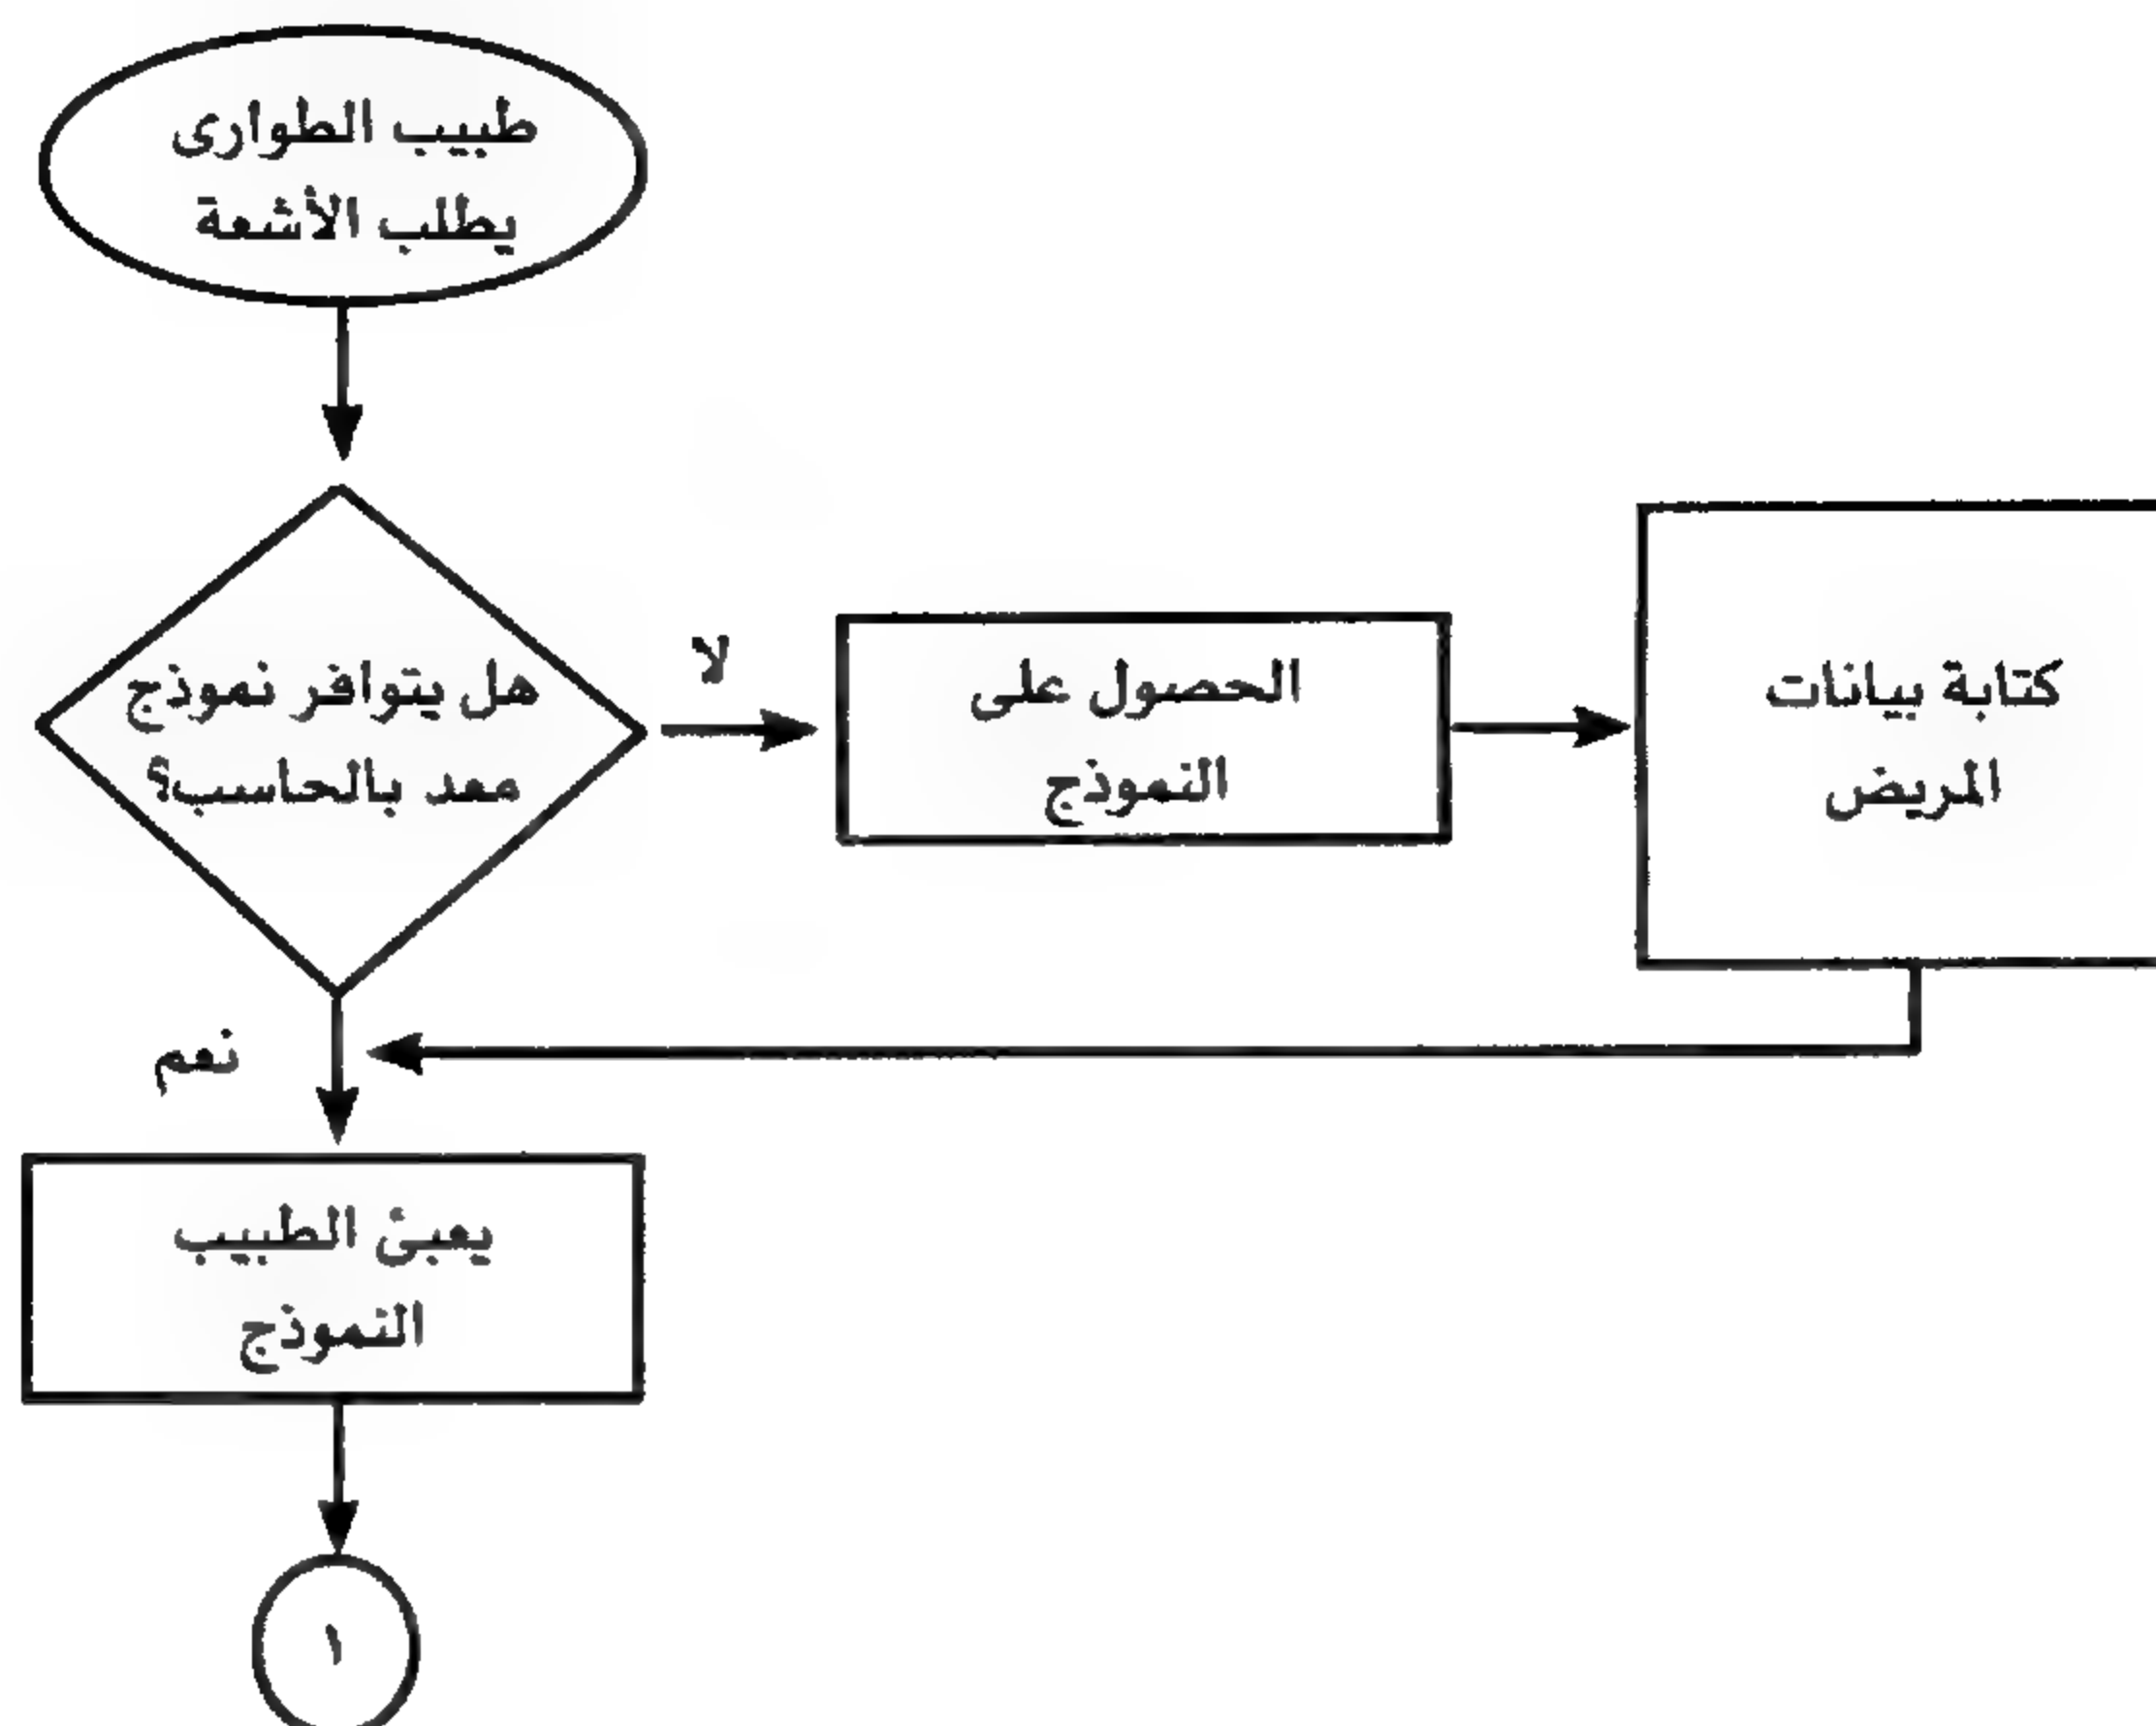 طبيب الطوارى
يطلب الأشعة
هل يتوافر نموذج
معد بالحاسب؟
لا
الحصول على
النموذج
كتابة بيانات
المريض
نعم
يعبئ الطبيب
النموذج
١